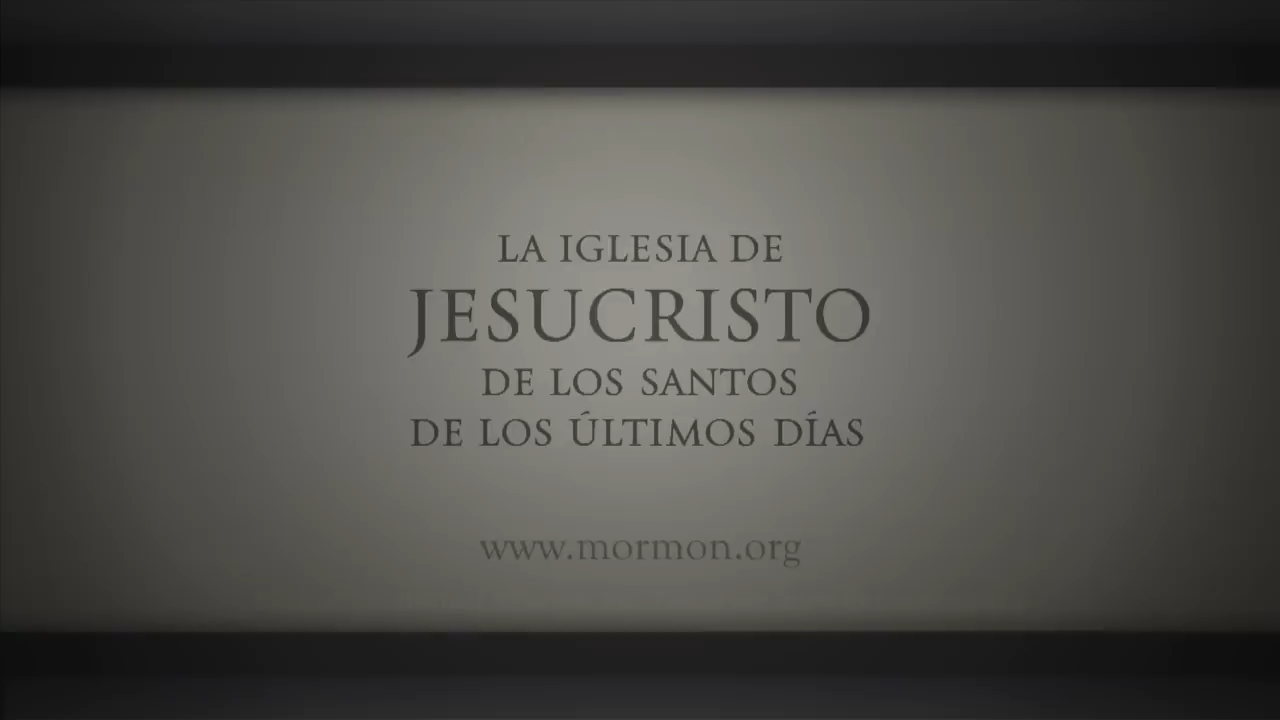 LA IGLESIA DE
JESUCRISTO
DE LOS SANTOS
DE LOS ÚLTIMOS DÍAS
www.mormon.org